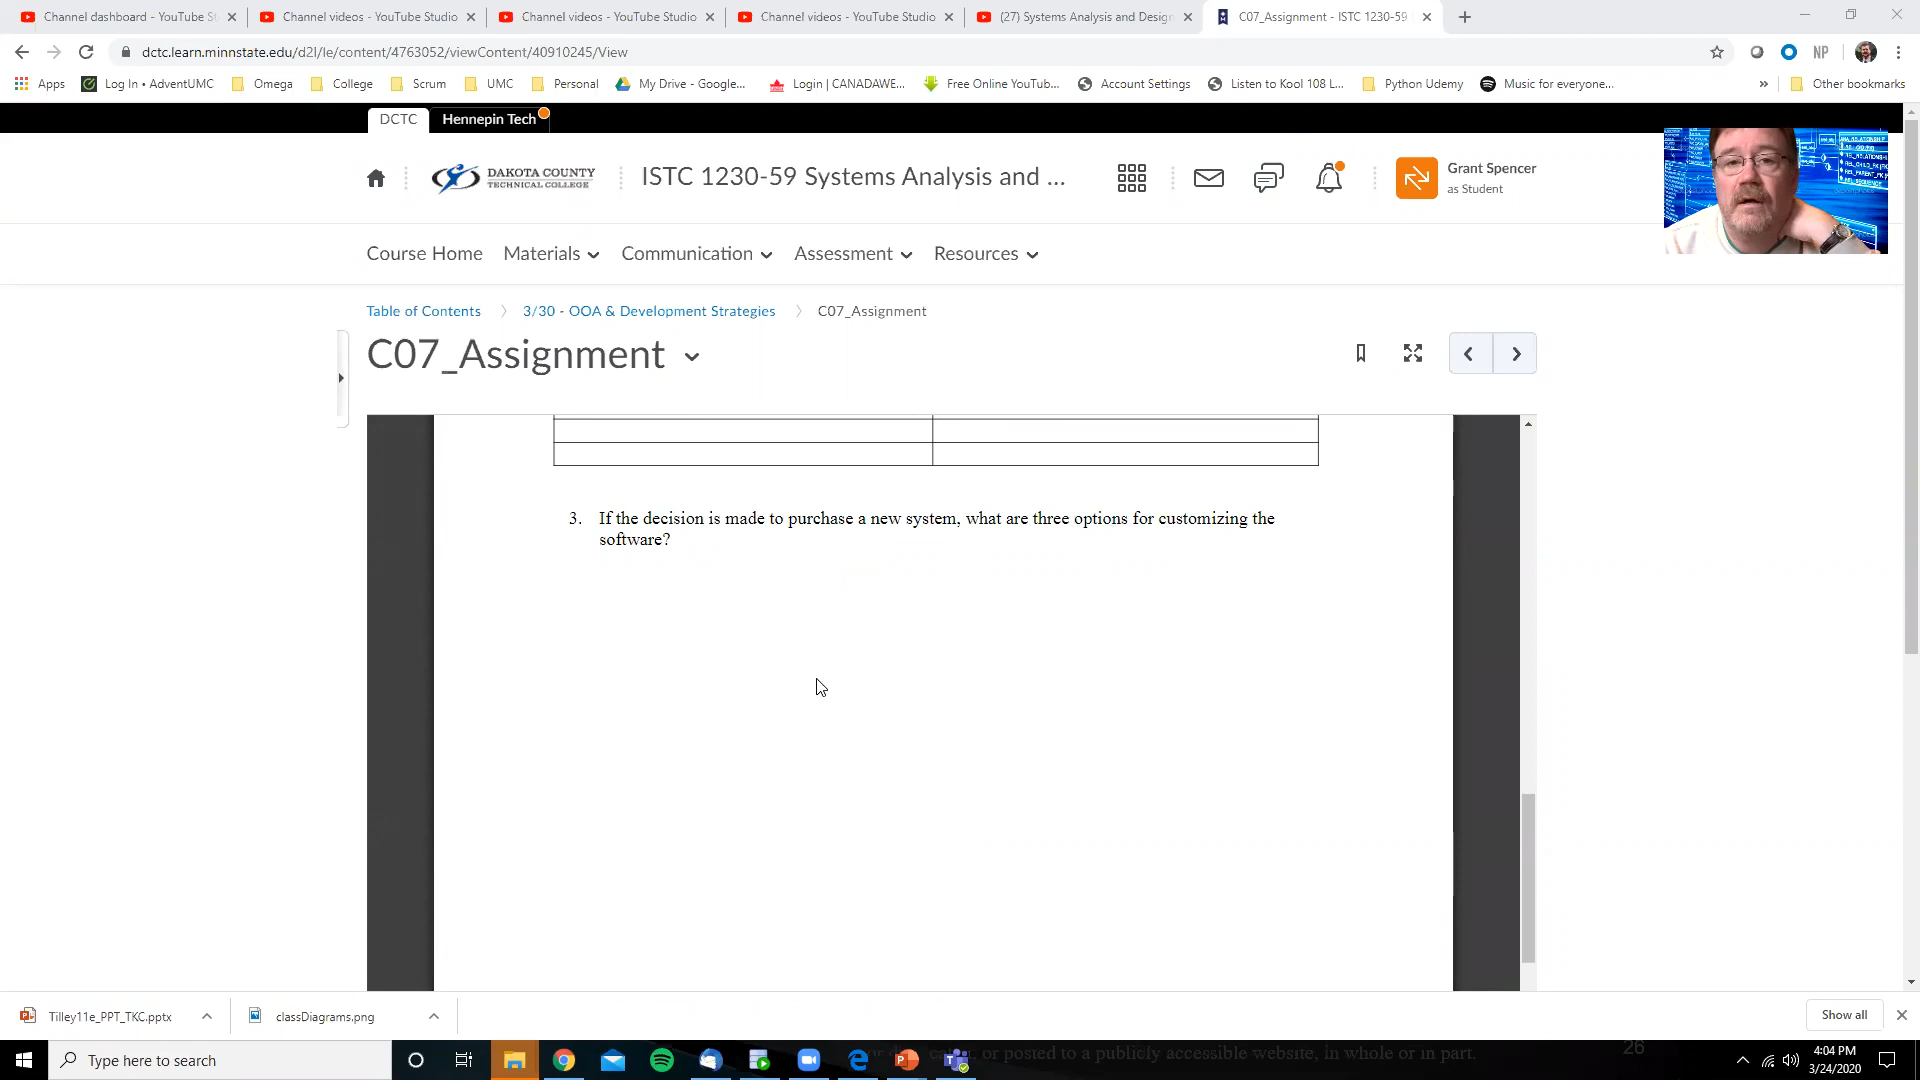 Channel dashboard - YouTube St
Channel videos - YouTube Studio
Channel videos - YouTube Studio
Channel videos - YouTube Studio
(27) Systems Analysis and Design
C07_Assignment - ISTC 1230-59
dctc.learn.minnstate.edu/d2l/le/content/4763052/viewContent/40910245/View
NP
Apps
Log In • AdventUMC
Omega
College
Scrum
UMC
Personal
My Drive - Google...
Login | CANADAWE...
Free Online YouTub...
Account Settings
Listen to Kool 108 L...
Python Udemy
Music for everyone...
»
Other bookmarks
DCTC
Hennepin Tech
DAKOTA COUNTY
TECHNICAL COLLEGE
ISTC 1230-59 Systems Analysis and ...
Grant Spencer
as Student
Course Home
Materials
Communication
Assessment
Resources
Table of Contents
3/30 - OOA & Development Strategies
C07_Assignment
C07_Assignment
3. If the decision is made to purchase a new system, what are three options for customizing the
software?
Tilley11e_PPT_TKC.pptx
classDiagrams.png
Show all
Type here to search
or posted to a publicly accessible website, in whole or in part.
26
4:04 PM
3/24/2020